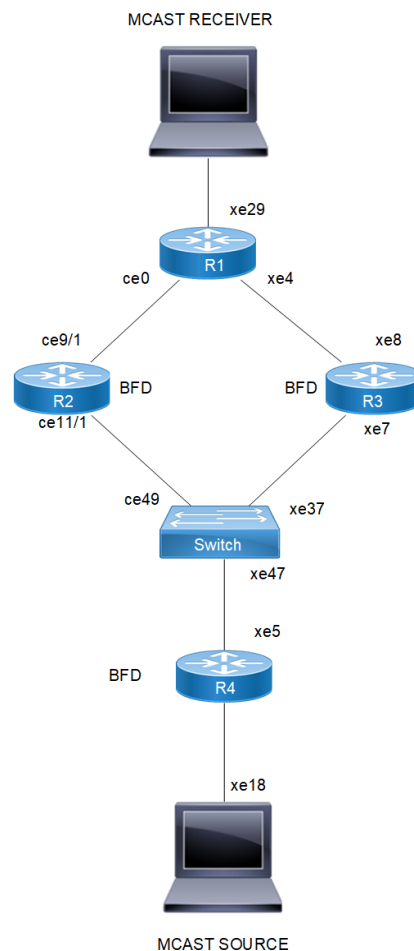 MCAST RECEIVER
xe29
R1
ce0
xe4
ce9/1
xe8
R2
BFD
BFD
R3
ce11/1
xe7
ce49
xe37
Switch
xe47
xe5
BFD
R4
xe18
MCAST SOURCE